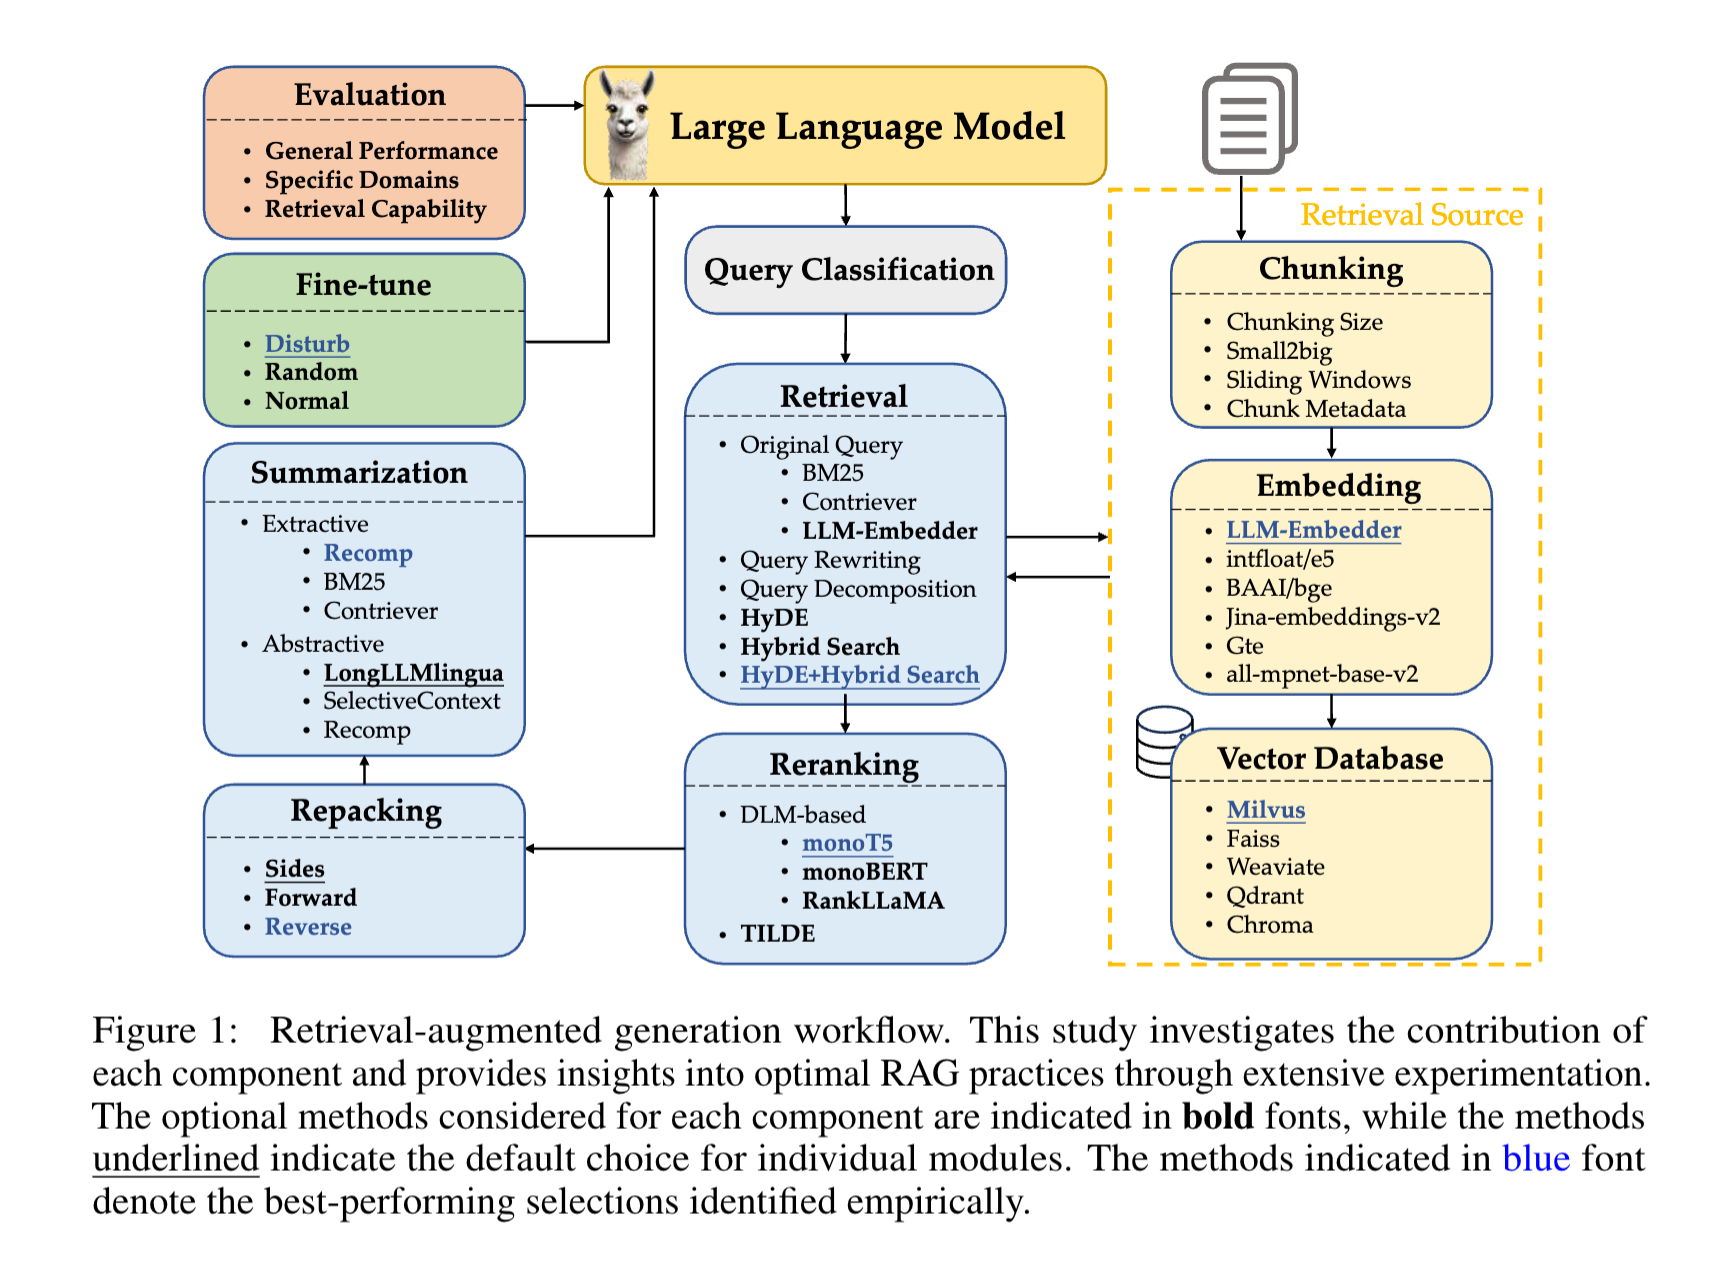 Evaluation
• General Performance
• Specific Domains
• Retrieval Capability
Large Language Model
Fine-tune
• Disturb
• Random
• Normal
Query Classification
Summarization
• Extractive
• Recomp
• BM25
• Contriever
• Abstractive
• LongLLMlingua
• SelectiveContext
• Recomp
Repacking
• Sides
• Forward
• Reverse
Retrieval
• Original Query
• BM25
• Contriever
• LLM-Embedder
• Query Rewriting
• Query Decomposition
• HyDE
• Hybrid Search
• HyDE+Hybrid Search
Reranking
• DLM-based
• monoT5
• monoBERT
• RankLLaMA
• TILDE
Retrieval Source
Chunking
• Chunking Size
• Small2big
• Sliding Windows
• Chunk Metadata
Embedding
• LLM-Embedder
• intfloat/e5
• BAAI/bge
• Jina-embeddings-v2
• Gte
• all-mpnet-base-v2
Vector Database
• Milvus
• Faiss
• Weaviate
• Qdrant
• Chroma
Figure 1: Retrieval-augmented generation workflow. This study investigates the contribution of
each component and provides insights into optimal RAG practices through extensive experimentation.
The optional methods considered for each component are indicated in bold fonts, while the methods
underlined indicate the default choice for individual modules. The methods indicated in blue font
denote the best-performing selections identified empirically.